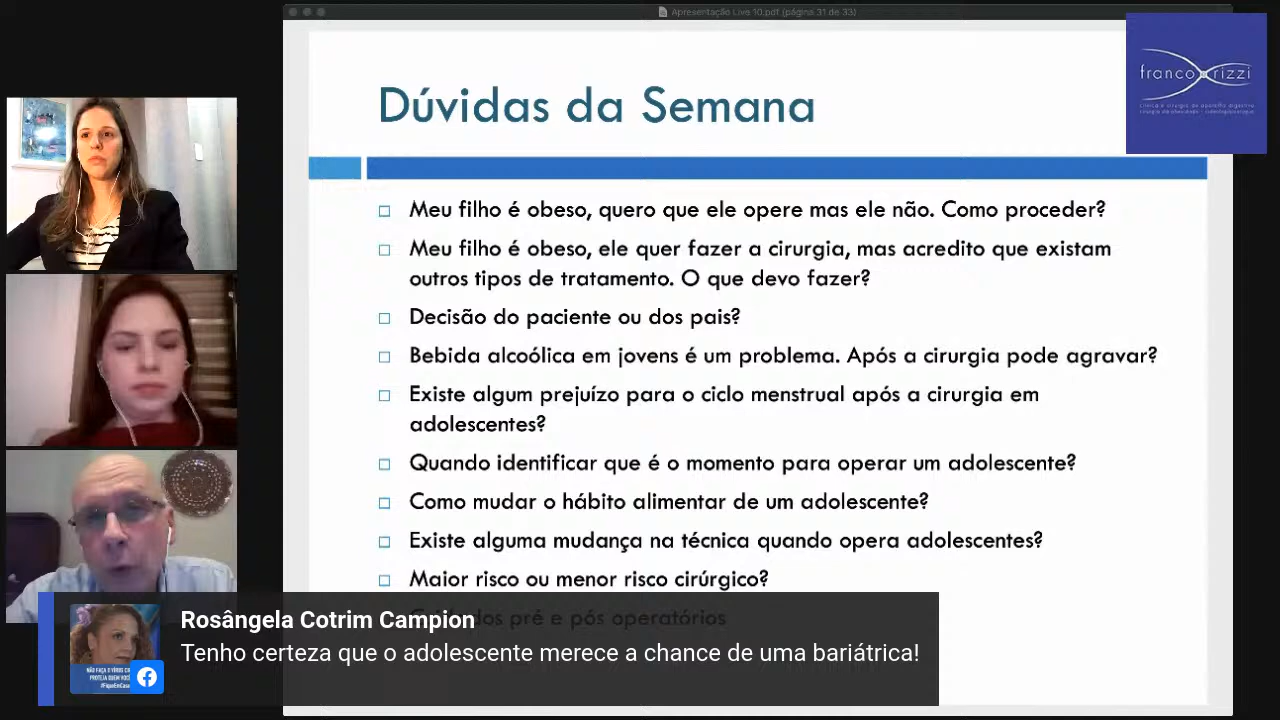 Apresentação Live 10.pdf (página 31 de 33)
franco rizzi
Dúvidas da Semana
Meu filho é obeso, quero que ele opere mas ele não. Como proceder?
Meu filho é obeso, ele quer fazer a cirurgia, mas acredito que existam
outros tipos de tratamento. O que devo fazer?
Decisão do paciente ou dos pais?
Bebida alcoólica em jovens é um problema. Após a cirurgia pode agravar?
Existe algum prejuízo para o ciclo menstrual após a cirurgia em
adolescentes?
Quando identificar que é o momento para operar um adolescente?
Como mudar o hábito alimentar de um adolescente?
Existe alguma mudança na técnica quando opera adolescentes?
Maior risco ou menor risco cirúrgico?
pré e pós operatórios
Rosângela Cotrim Campion
Tenho certeza que o adolescente merece a chance de uma bariátrica!
#FiqueEmCasa